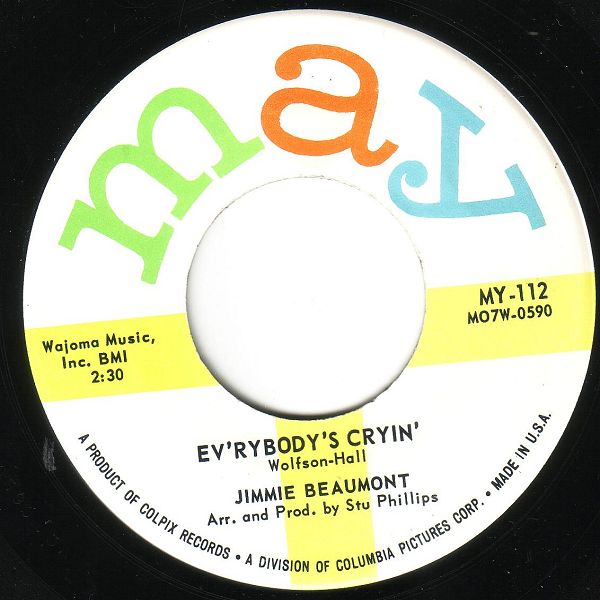 may
MY-112
MO7W-0590
Wajoma Music,
Inc. BMI
2:30
EV'RYBODY'S CRYIN'
Wolfson-Hall
JIMMIE BEAUMONT
Arr. and Prod. by Stu Phillips
A PRODUCT OF COLPIX RECORDS • A DIVISION OF COLUMBIA PICTURES CORP. • MADE IN U.S.A.